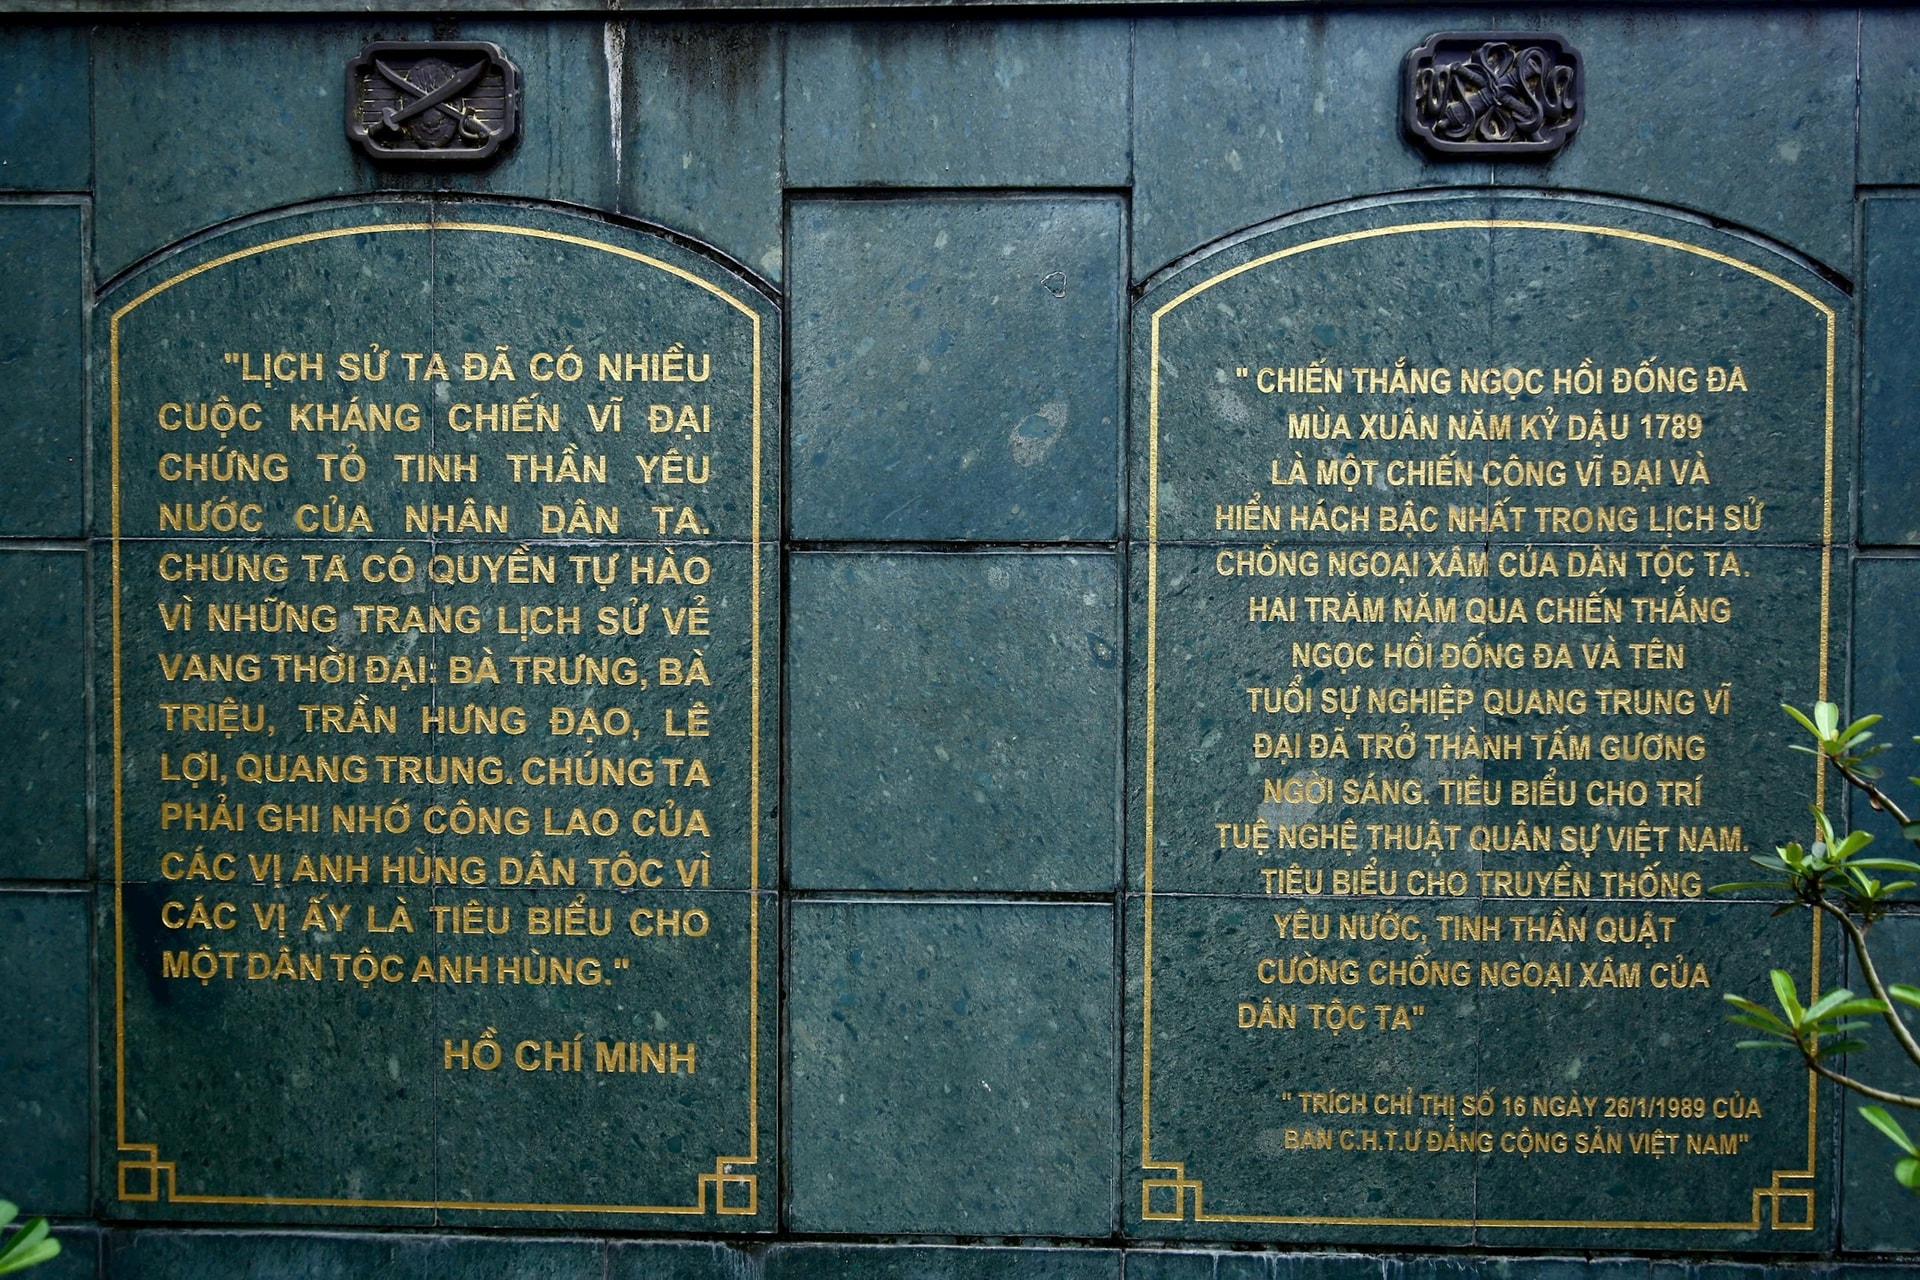 "LỊCH SỬ TA ĐÃ CÓ NHIỀU
CUỘC KHÁNG CHIẾN VĨ ĐẠI
CHỨNG TỎ TINH THẦN YÊU
NƯỚC CỦA NHÂN DÂN TA.
CHÚNG TA CÓ QUYỀN TỰ HÀO
VÌ NHỮNG TRANG LỊCH SỬ VẺ
VANG THỜI ĐẠI: BÀ TRƯNG, BÀ
TRIỆU, TRẦN HƯNG ĐẠO, LÊ
LỢI, QUANG TRUNG. CHÚNG TA
PHẢI GHI NHỚ CÔNG LAO CỦA
CÁC VỊ ANH HÙNG DÂN TỘC VÌ
CÁC VỊ ẤY LÀ TIÊU BIỂU CHO
MỘT DÂN TỘC ANH HÙNG."
HỒ CHÍ MINH
" CHIẾN THẮNG NGỌC HỒI ĐỐNG ĐA
MÙA XUÂN NĂM KỶ DẬU 1789
LÀ MỘT CHIẾN CÔNG VĨ ĐẠI VÀ
HIỂN HÁCH BẬC NHẤT TRONG LỊCH SỬ
CHỐNG NGOẠI XÂM CỦA DÂN TỘC TA.
HAI TRĂM NĂM QUA CHIẾN THẮNG
NGỌC HỒI ĐỐNG ĐA VÀ TÊN
TUỔI SỰ NGHIỆP QUANG TRUNG VĨ
ĐẠI ĐÃ TRỞ THÀNH TẤM GƯƠNG
NGỜI SÁNG. TIÊU BIỂU CHO TRÍ
TUỆ NGHỆ THUẬT QUÂN SỰ VIỆT NAM.
TIÊU BIỂU CHO TRUYỀN THỐNG
YÊU NƯỚC, TINH THẦN QUẬT
CƯỜNG CHỐNG NGOẠI XÂM CỦA
DÂN TỘC TA"
" TRÍCH CHỈ THỊ SỐ 16 NGÀY 26/1/1989 CỦA
BAN C.H.T.Ư ĐẢNG CỘNG SẢN VIỆT NAM"